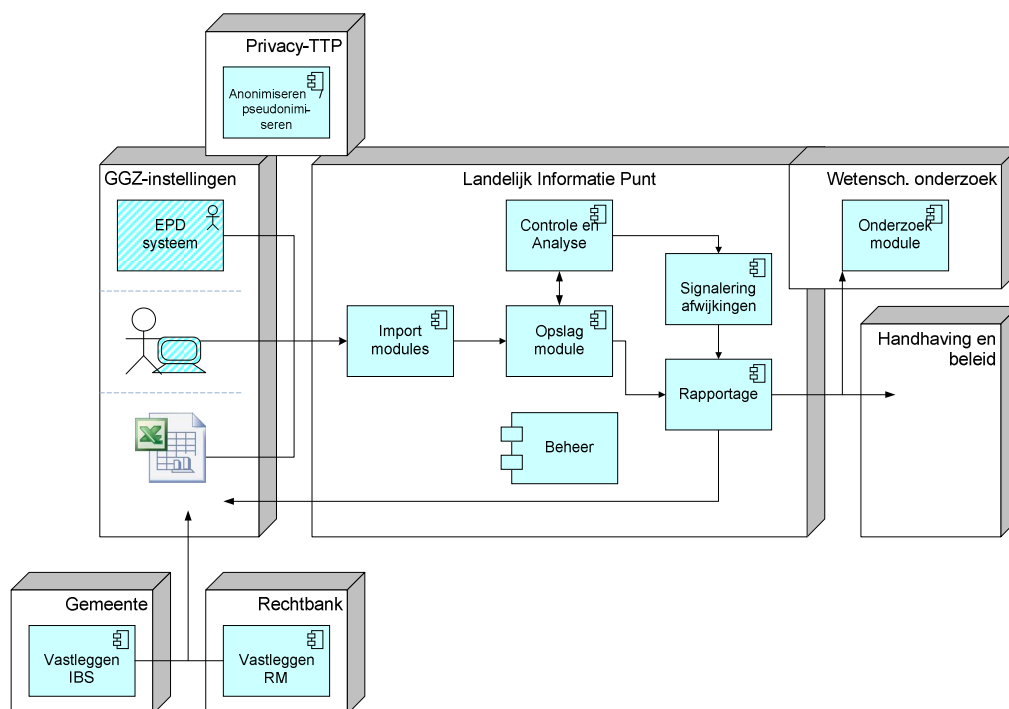 Privacy-TTP
Anonimiseren /
pseudonimi-
seren
GGZ-instellingen
EPD
systeem
Landelijk Informatie Punt
Controle en
Analyse
Signalering
afwijkingen
Import
modules
Opslag
module
Rapportage
Beheer
Wetensch. onderzoek
Onderzoek
module
Handhaving en
beleid
Gemeente
Vastleggen
IBS
Rechtbank
Vastleggen
RM